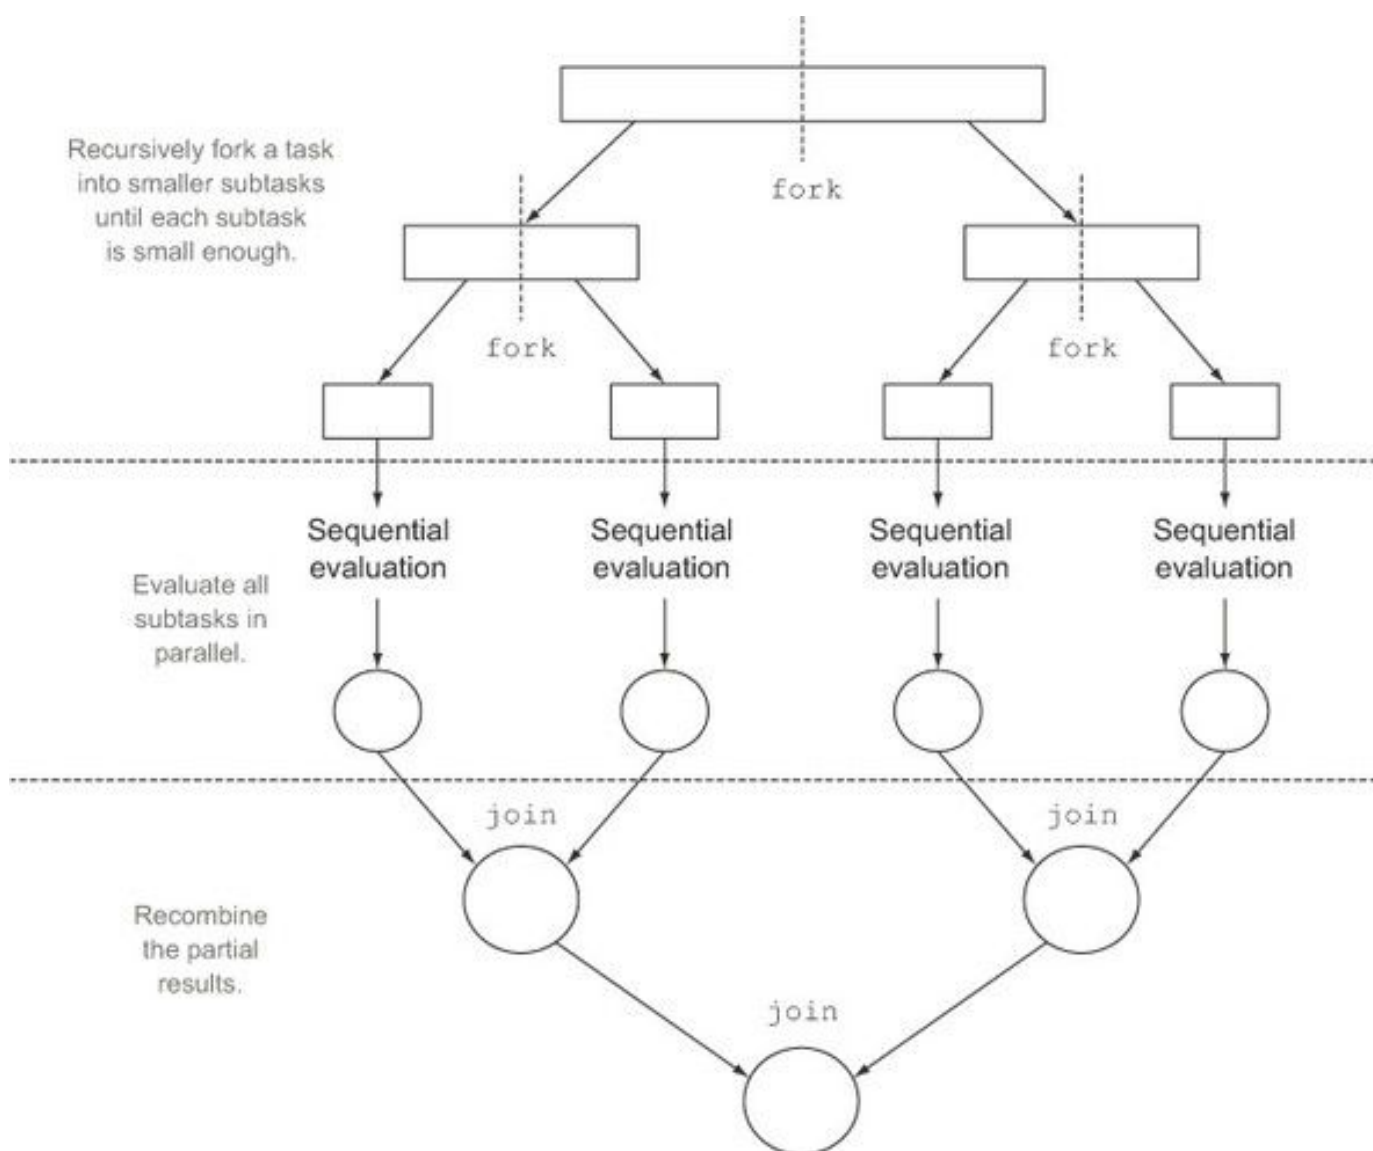 Recursively fork a task
into smaller subtasks
until each subtask
is small enough.
fork
fork
fork
Sequential
evaluation
Sequential
evaluation
Sequential
evaluation
Sequential
evaluation
Evaluate all
subtasks in
parallel.
join
join
Recombine
the partial
results.
join